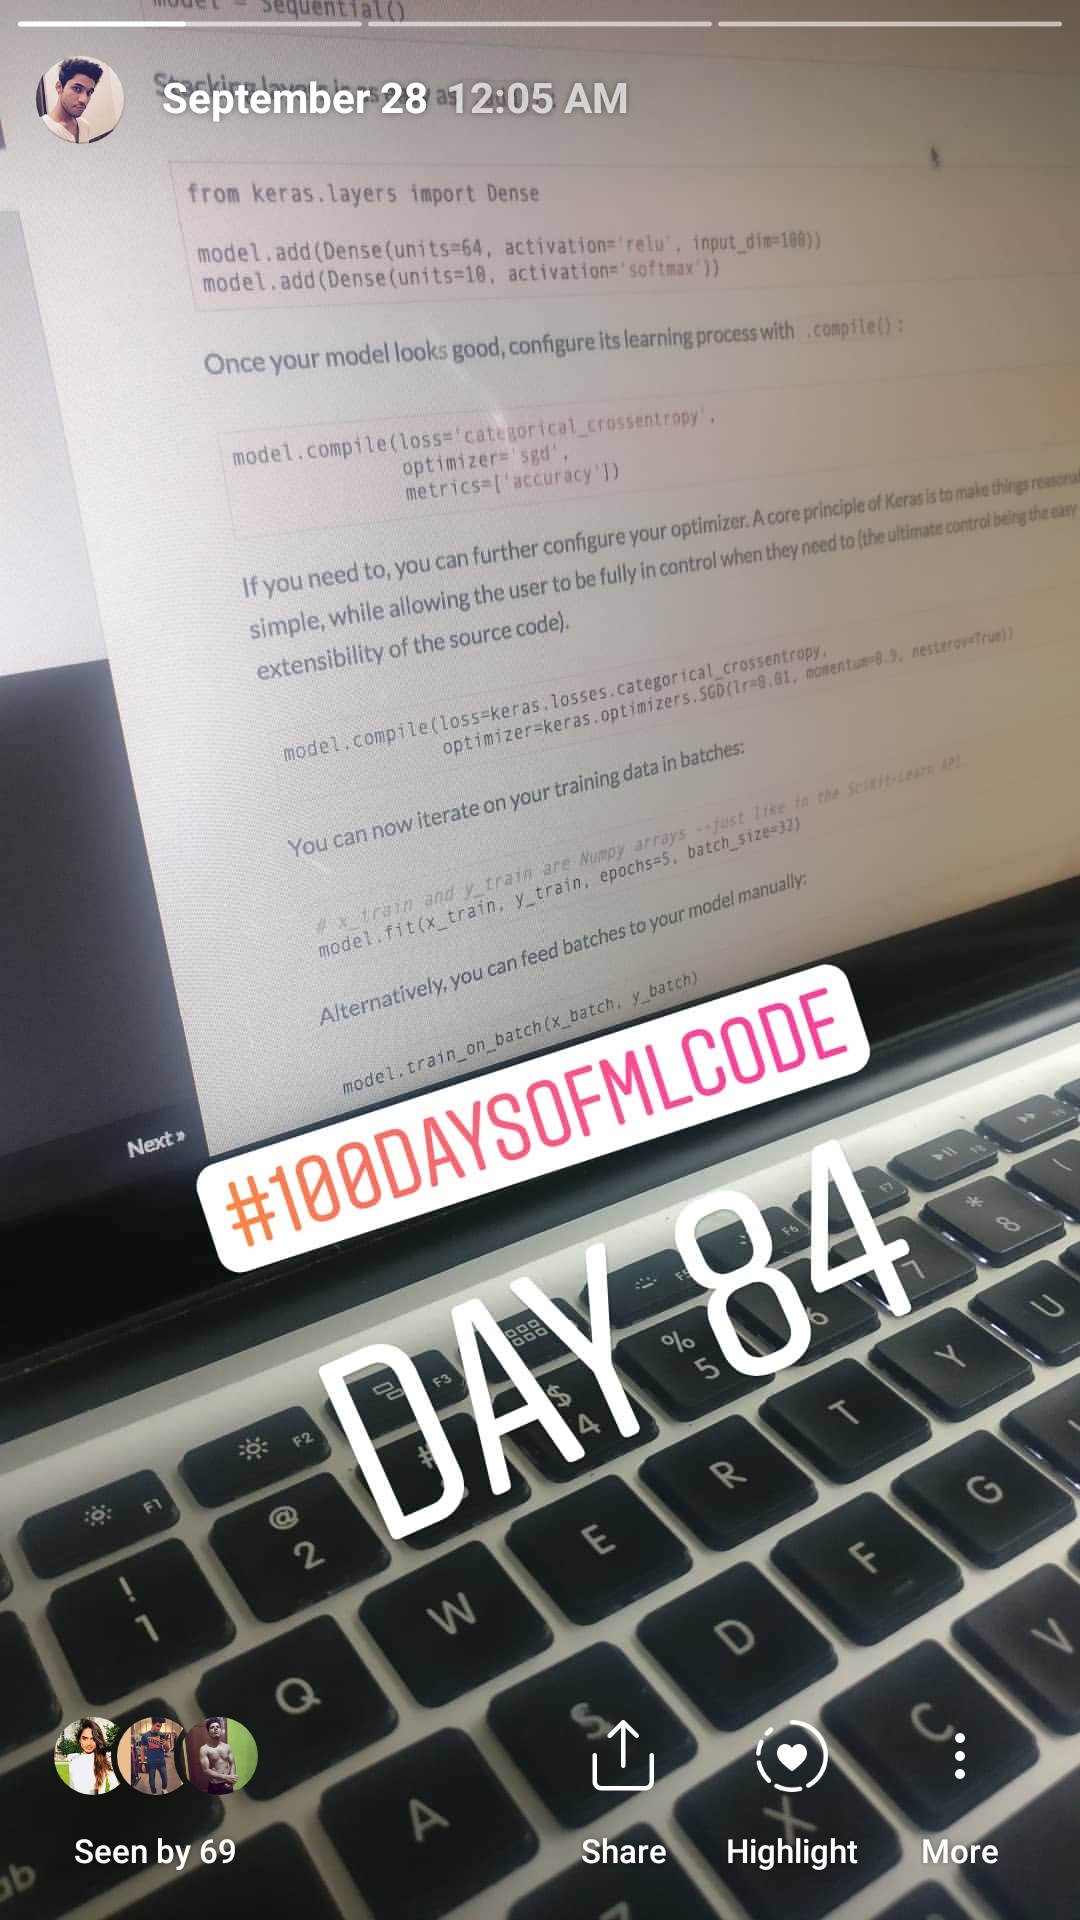 model = Sequential()
September 28 12:05 AM
from keras.layers import Dense
model.add(Dense(units=64, activation='relu', input_dim=100))
model.add(Dense(units=10, activation='softmax'))
Once your model looks good, configure its learning process with .compile():
model.compile(loss='categorical_crossentropy',
optimizer='sgd',
metrics=['accuracy'])
If you need to, you can further configure your optimizer. A core principle of Keras is to make things
simple, while allowing the user to be fully in control when they need to (the ultimate control being the easy
extensibility of the source code).
model.compile(loss=keras.losses.categorical_crossentropy,
optimizer=keras.optimizers.SGD(lr=0.01, momentum=0.9, nesterov=True))
You can now iterate on your training data in batches:
# x_train and y_train are Numpy arrays --just like in the Scikit-Learn API.
model.fit(x_train, y_train, epochs=5, batch_size=32)
Alternatively, you can feed batches to your model manually:
model.train_on_batch(x_batch, y_batch)
Next »
#100DAYSOFMLCODE
DAY 84
F1 F2 F3 F5 F6 F7
! 1 @ 2 # $ 4 % 5 6 7 * 8
Q W E R T Y U
A S D F G
X C V
Seen by 69
Share
Highlight
More